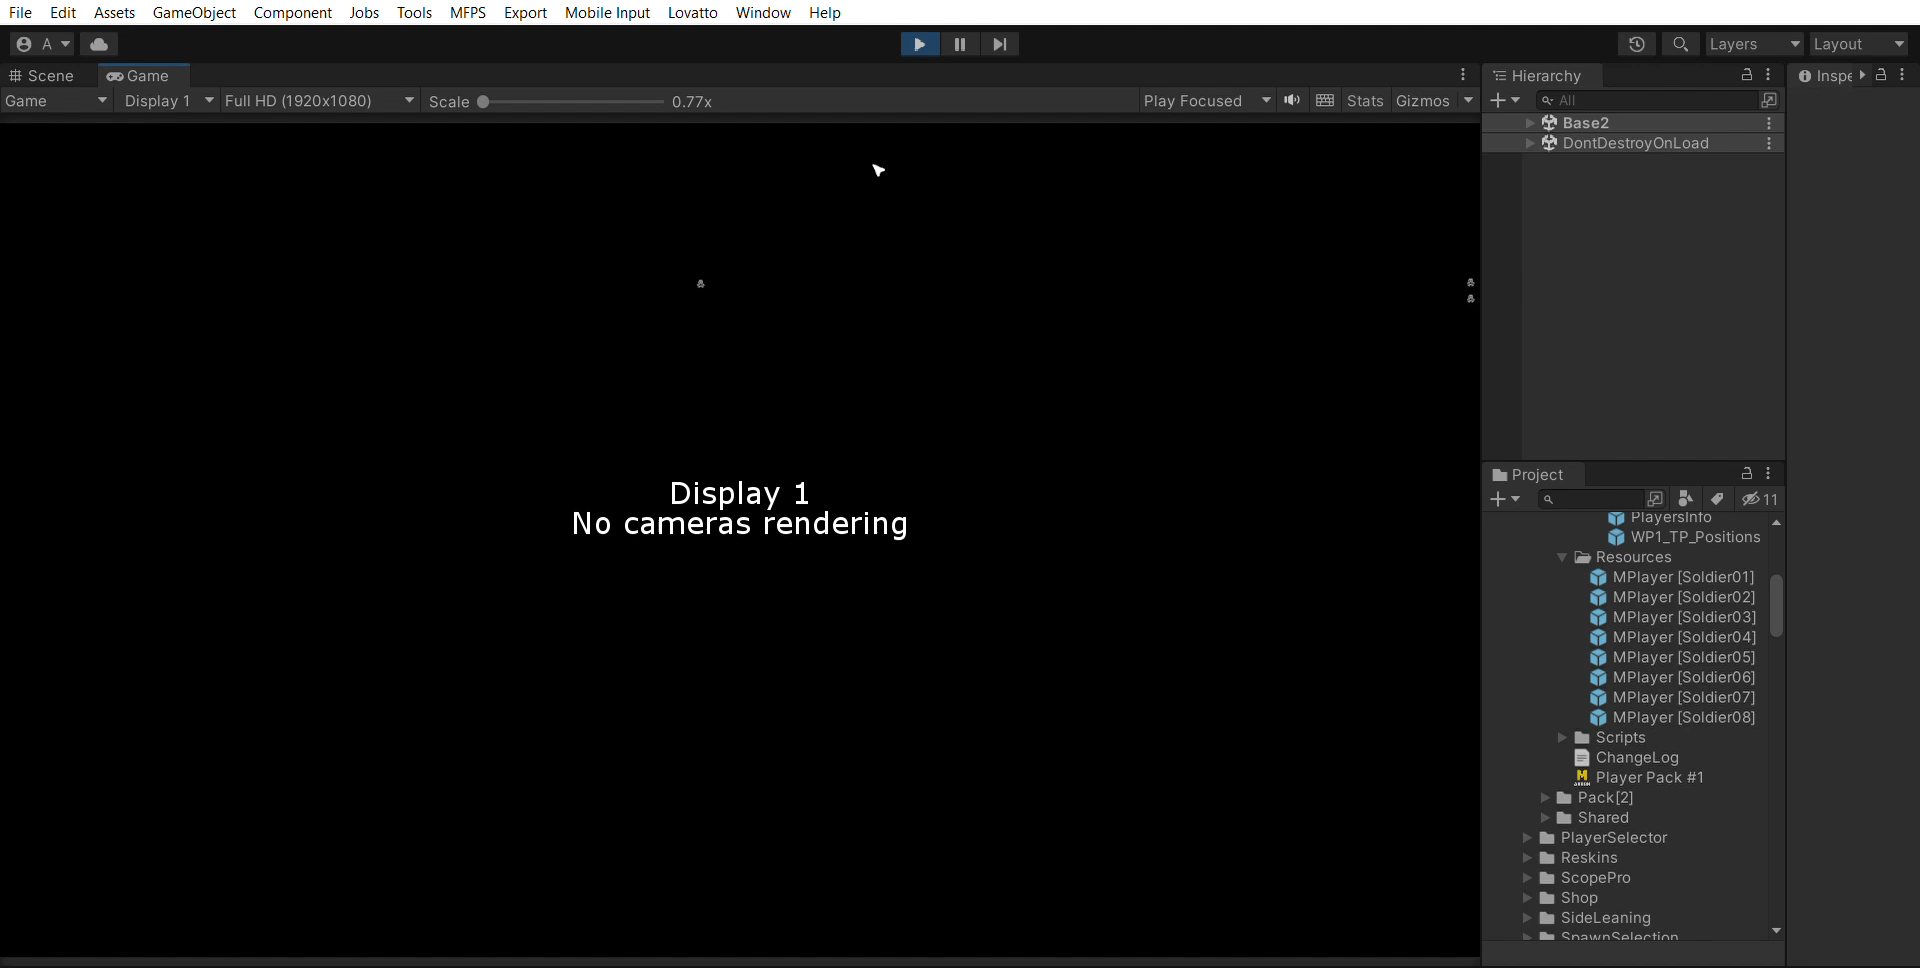 File Edit Assets GameObject Component Jobs Tools MFPS Export Mobile Input Lovatto Window Help
A Layers Layout
Scene Game
Game Display 1 Full HD (1920x1080) Scale 0.77x Play Focused Stats Gizmos
Display 1
No cameras rendering
Hierarchy
All
Base2
DontDestroyOnLoad
Inspe
Project
11
PlayersInfo
WP1_TP_Positions
Resources
MPlayer [Soldier01]
MPlayer [Soldier02]
MPlayer [Soldier03]
MPlayer [Soldier04]
MPlayer [Soldier05]
MPlayer [Soldier06]
MPlayer [Soldier07]
MPlayer [Soldier08]
Scripts
ChangeLog
Player Pack #1
Pack[2]
Shared
PlayerSelector
Reskins
ScopePro
Shop
SideLeaning
SpawnSelection